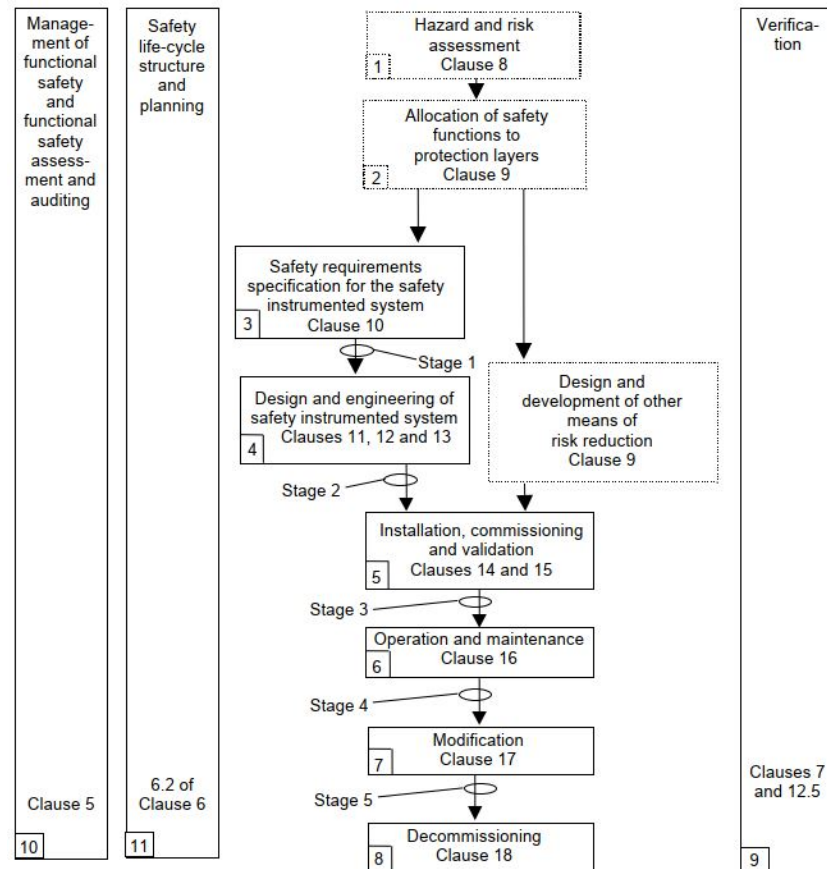 Manage-
ment of
functional
safety
and
functional
safety
assess-
ment and
auditing
Clause 5
10
Safety
life-cycle
structure
and
planning
6.2 of
Clause 6
11
Hazard and risk
assessment
Clause 8
1
Allocation of safety
functions to
protection layers
Clause 9
2
Safety requirements
specification for the safety
instrumented system
Clause 10
3
Stage 1
Design and engineering of
safety instrumented system
Clauses 11, 12 and 13
4
Design and
development of other
means of
risk reduction
Clause 9
Stage 2
Installation, commissioning
and validation
Clauses 14 and 15
5
Stage 3
Operation and maintenance
Clause 16
6
Stage 4
Modification
Clause 17
7
Stage 5
Decommissioning
Clause 18
8
Verifica-
tion
Clauses 7
and 12.5
9